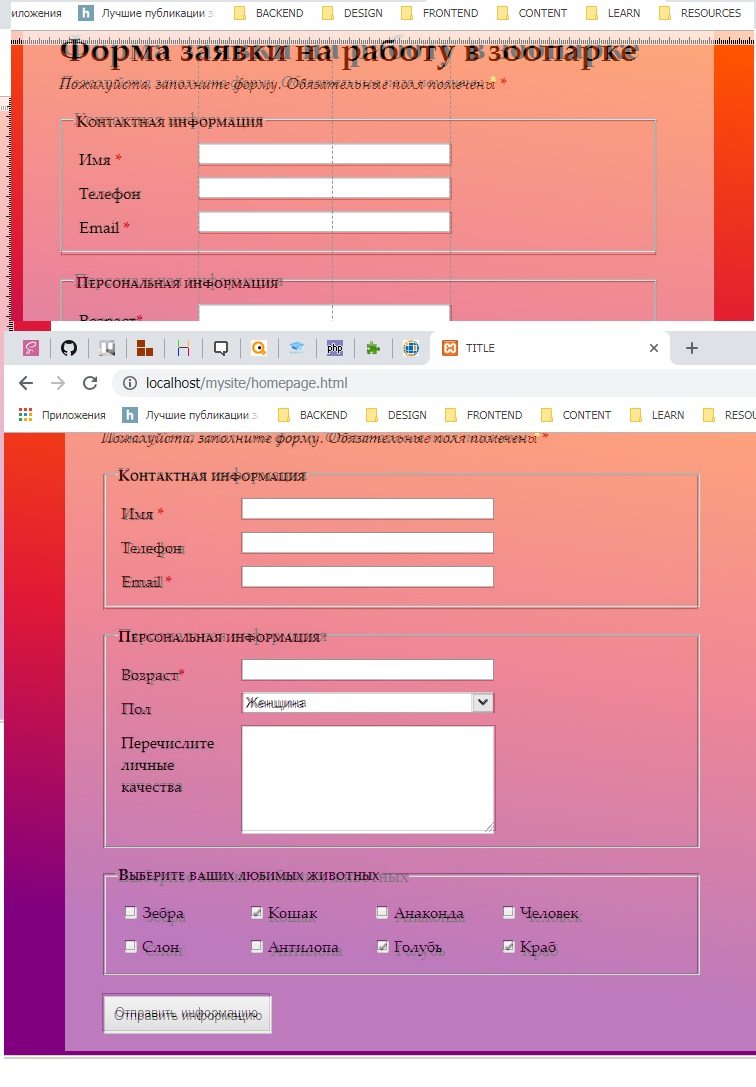 иложения Лучшие публикации з BACKEND DESIGN FRONTEND CONTENT LEARN RESOURCES
Форма заявки на работу в зоопарке
Пожалуйста, заполните форму. Обязательные поля помечены *
Контактная информация
Имя *
Телефон
Email *
Персональная информация
Возраст*
php TITLE
localhost/mysite/homepage.html
Приложения Лучшие публикации з BACKEND DESIGN FRONTEND CONTENT LEARN RESOU
Пожалуйста, заполните форму. Обязательные поля помечены *
Контактная информация
Имя *
Телефон
Email *
Персональная информация
Возраст*
Пол Женщина
Перечислите
личные
качества
Выберите ваших любимых животных
Зебра Кошак Анаконда Человек
Слон Антилопа Голубь Краб
Отправить информацию